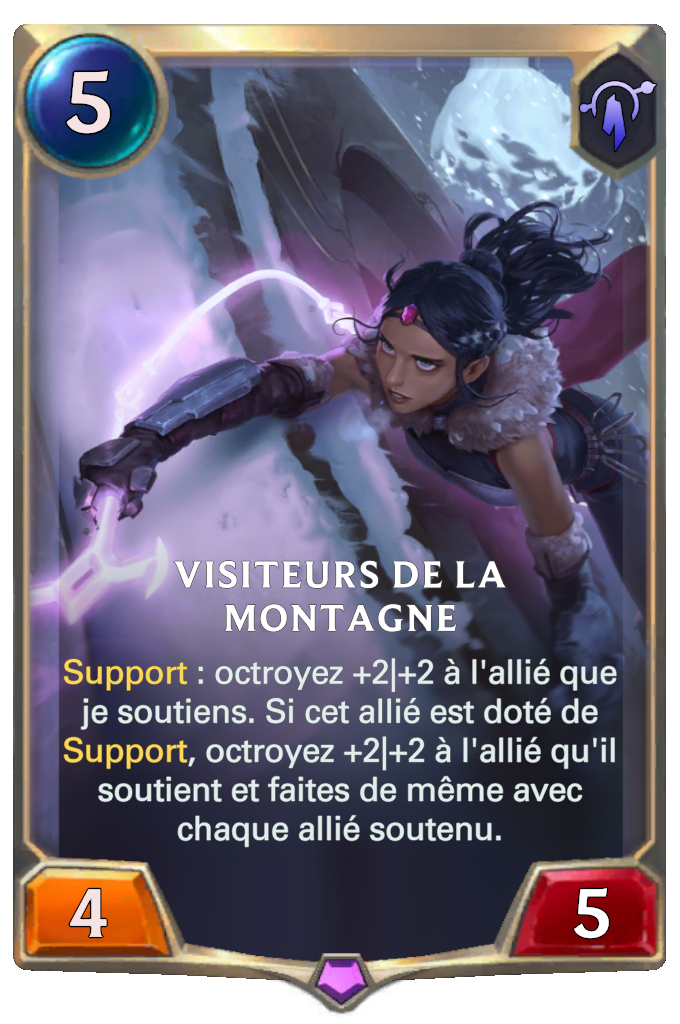 5
VISITEURS DE LA
MONTAGNE
Support : octroyez +2|+2 à l'allié que
je soutiens. Si cet allié est doté de
Support, octroyez +2|+2 à l'allié qu'il
soutient et faites de même avec
chaque allié soutenu.
4
5